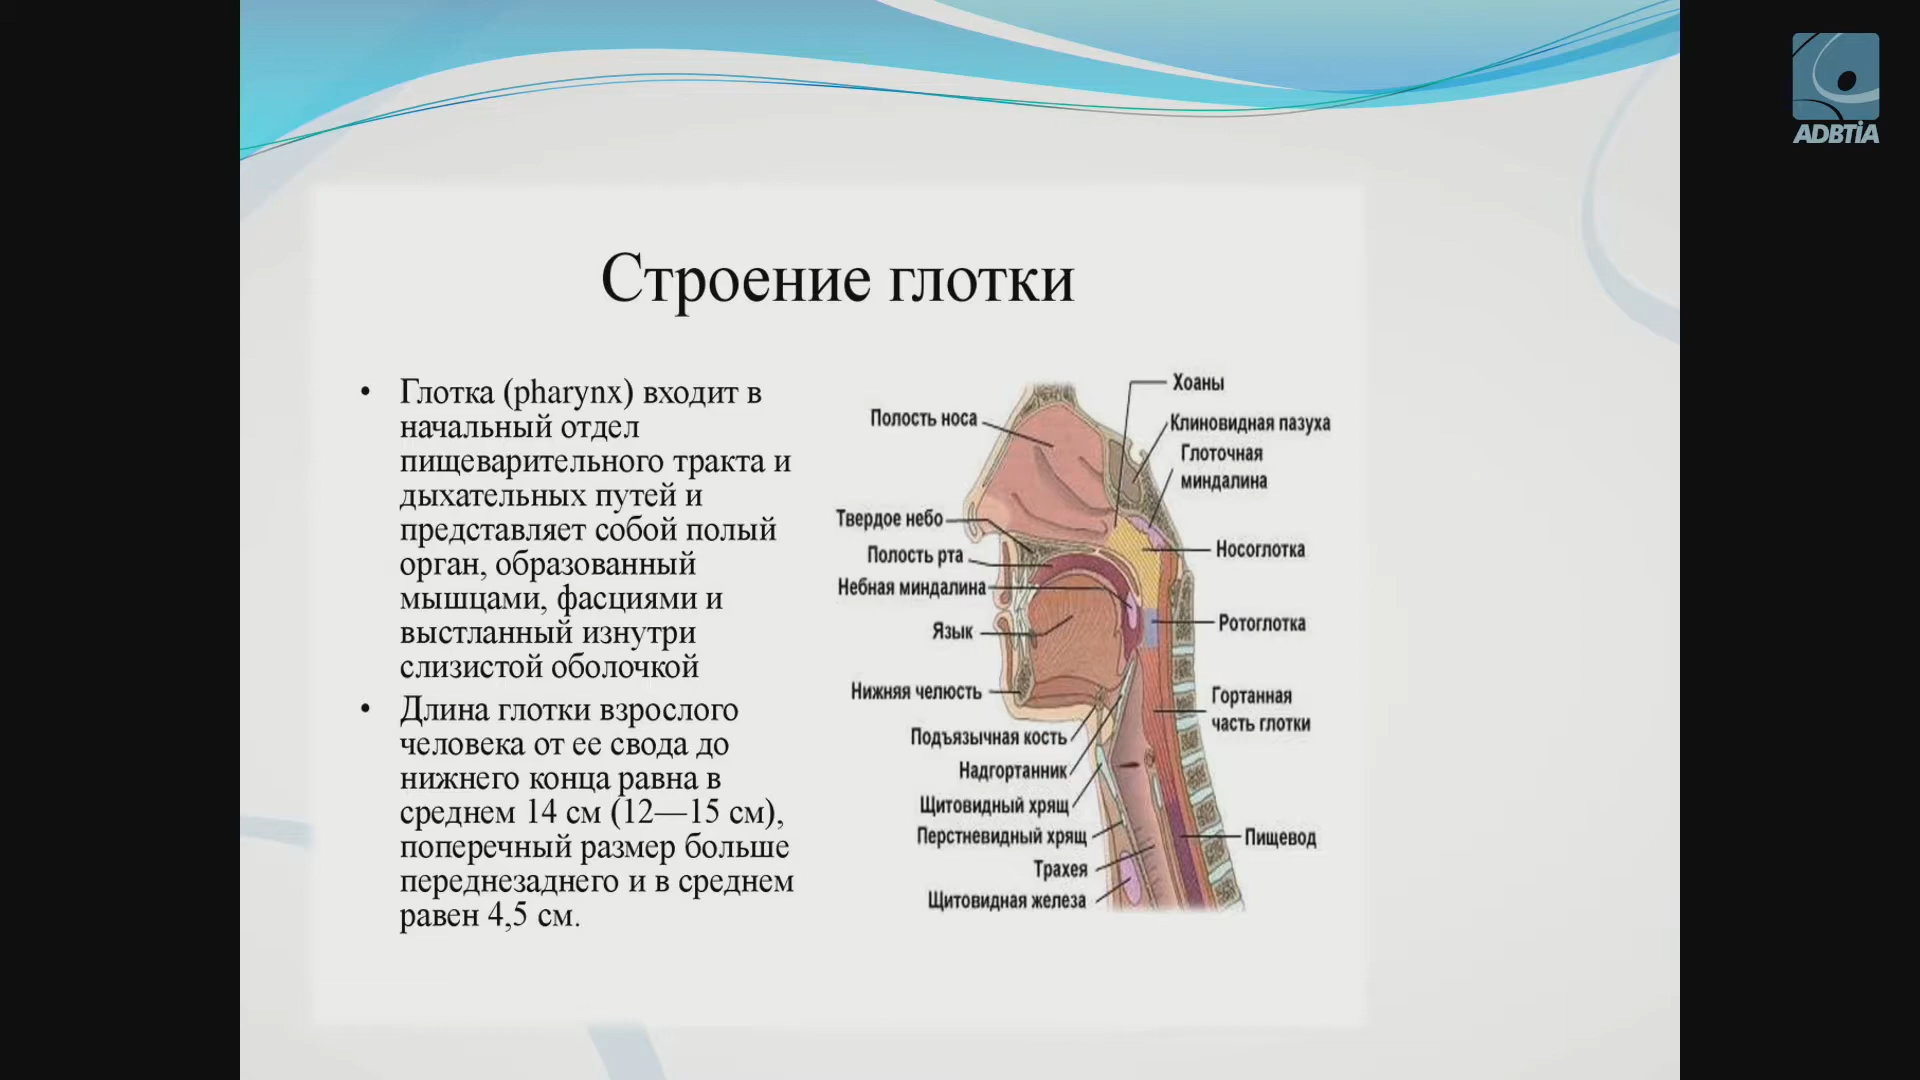 ADBTİA
Строение глотки
• Глотка (pharynx) входит в
начальный отдел
пищеварительного тракта и
дыхательных путей и
представляет собой полый
орган, образованный
мышцами, фасциями и
выстланный изнутри
слизистой оболочкой
• Длина глотки взрослого
человека от ее свода до
нижнего конца равна в
среднем 14 см (12—15 см),
поперечный размер больше
переднезаднего и в среднем
равен 4,5 см.
Полость носа
Твердое небо
Полость рта
Небная миндалина
Язык
Нижняя челюсть
Подъязычная кость
Надгортанник
Щитовидный хрящ
Перстневидный хрящ
Трахея
Щитовидная железа
Хоаны
Клиновидная пазуха
Глоточная
миндалина
Носоглотка
Ротоглотка
Гортанная
часть глотки
Пищевод